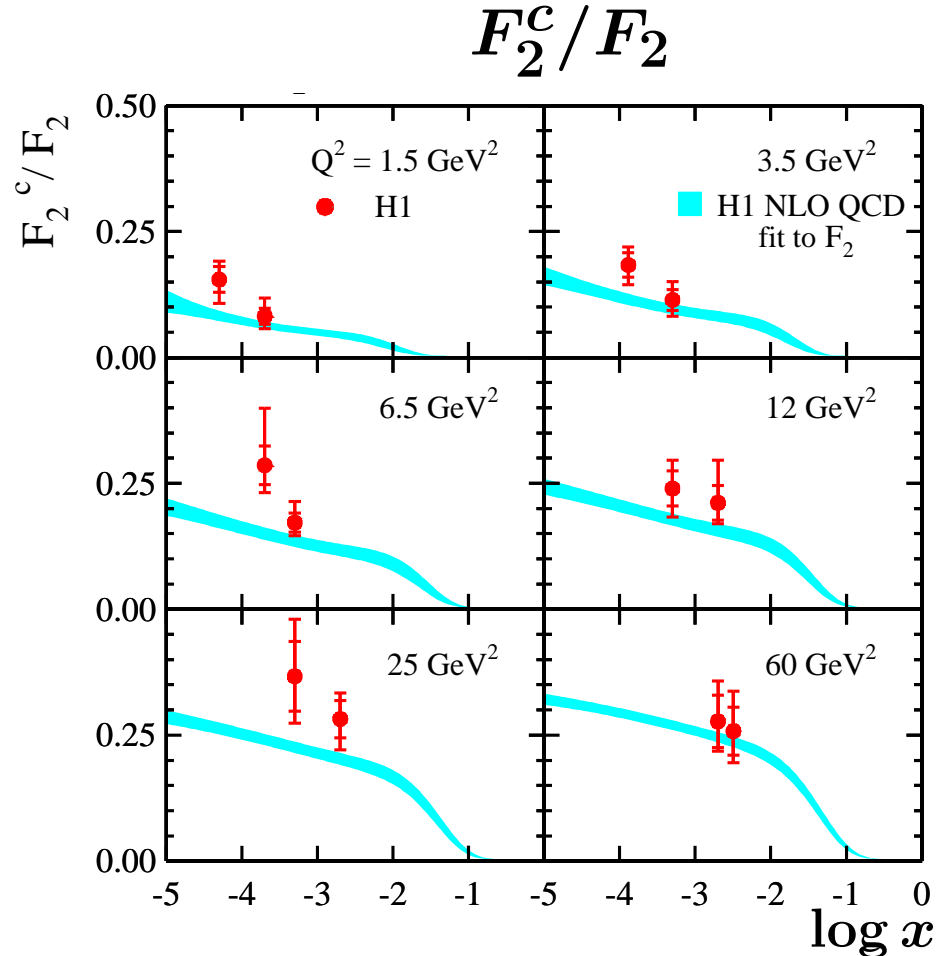 F₂ᶜ/F₂
F₂ ᶜ/ F₂
0.50
Q² = 1.5 GeV²
3.5 GeV²
H1
H1 NLO QCD
fit to F₂
0.25
0.00
6.5 GeV²
12 GeV²
0.25
0.00
25 GeV²
60 GeV²
0.25
0.00
-5 -4 -3 -2 -1 -5 -4 -3 -2 -1 0
log x